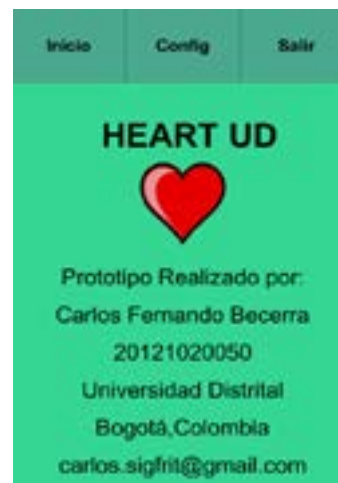 Inicio Config Salir
HEART UD
Prototipo Realizado por:
Carlos Fernando Becerra
20121020050
Universidad Distrital
Bogotá,Colombia
carlos.sigfrit@gmail.com